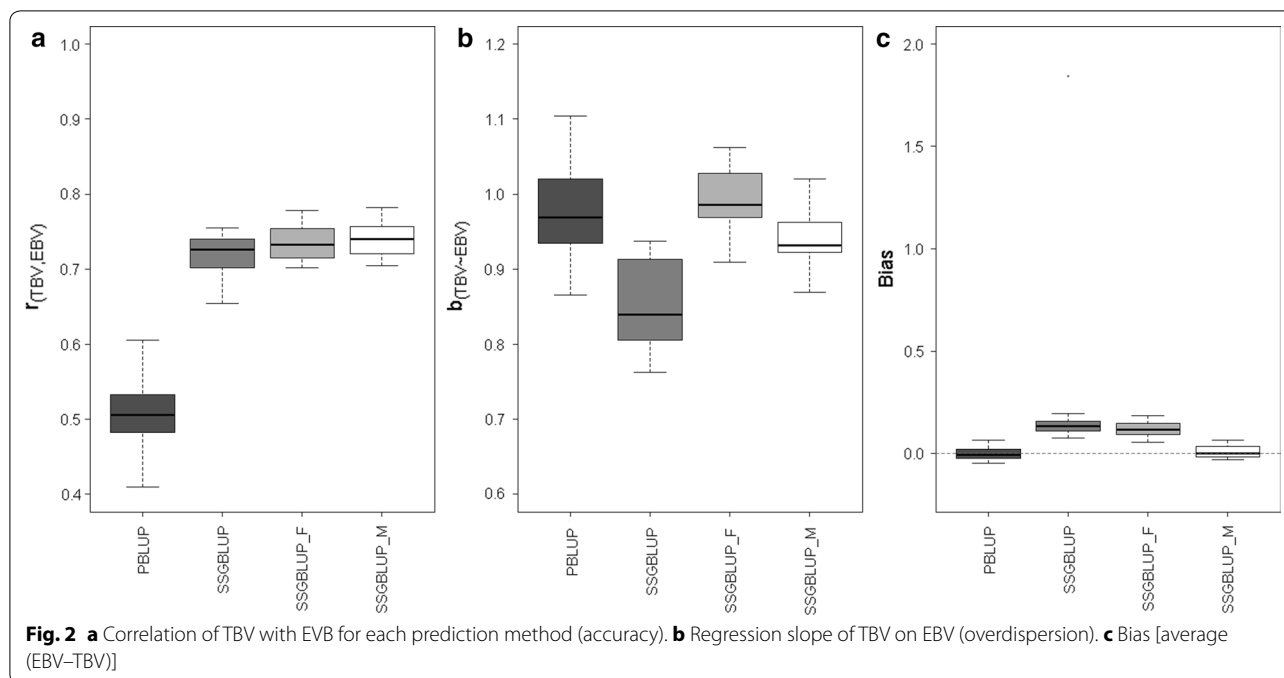 a
1.0
0.9
0.8
0.7
0.6
0.5
0.4
r(TBV,EBV)
PBLUP
SSGBLUP
SSGBLUP_F
SSGBLUP_M
b
1.2
1.1
1.0
0.9
0.8
0.7
0.6
b(TBV~EBV)
PBLUP
SSGBLUP
SSGBLUP_F
SSGBLUP_M
c
2.0
1.5
1.0
0.5
0.0
Bias
PBLUP
SSGBLUP
SSGBLUP_F
SSGBLUP_M
Fig. 2 a Correlation of TBV with EVB for each prediction method (accuracy). b Regression slope of TBV on EBV (overdispersion). c Bias [average
(EBV–TBV)]